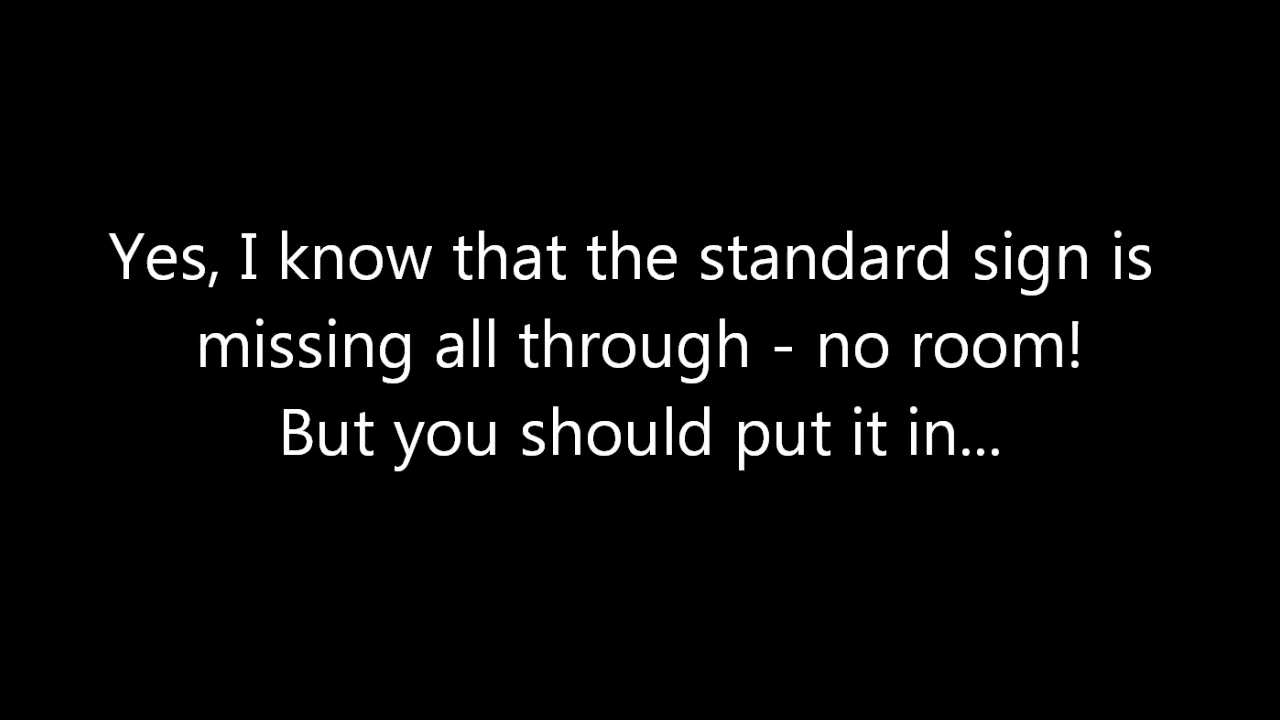 Yes, I know that the standard sign is
missing all through - no room!
But you should put it in...